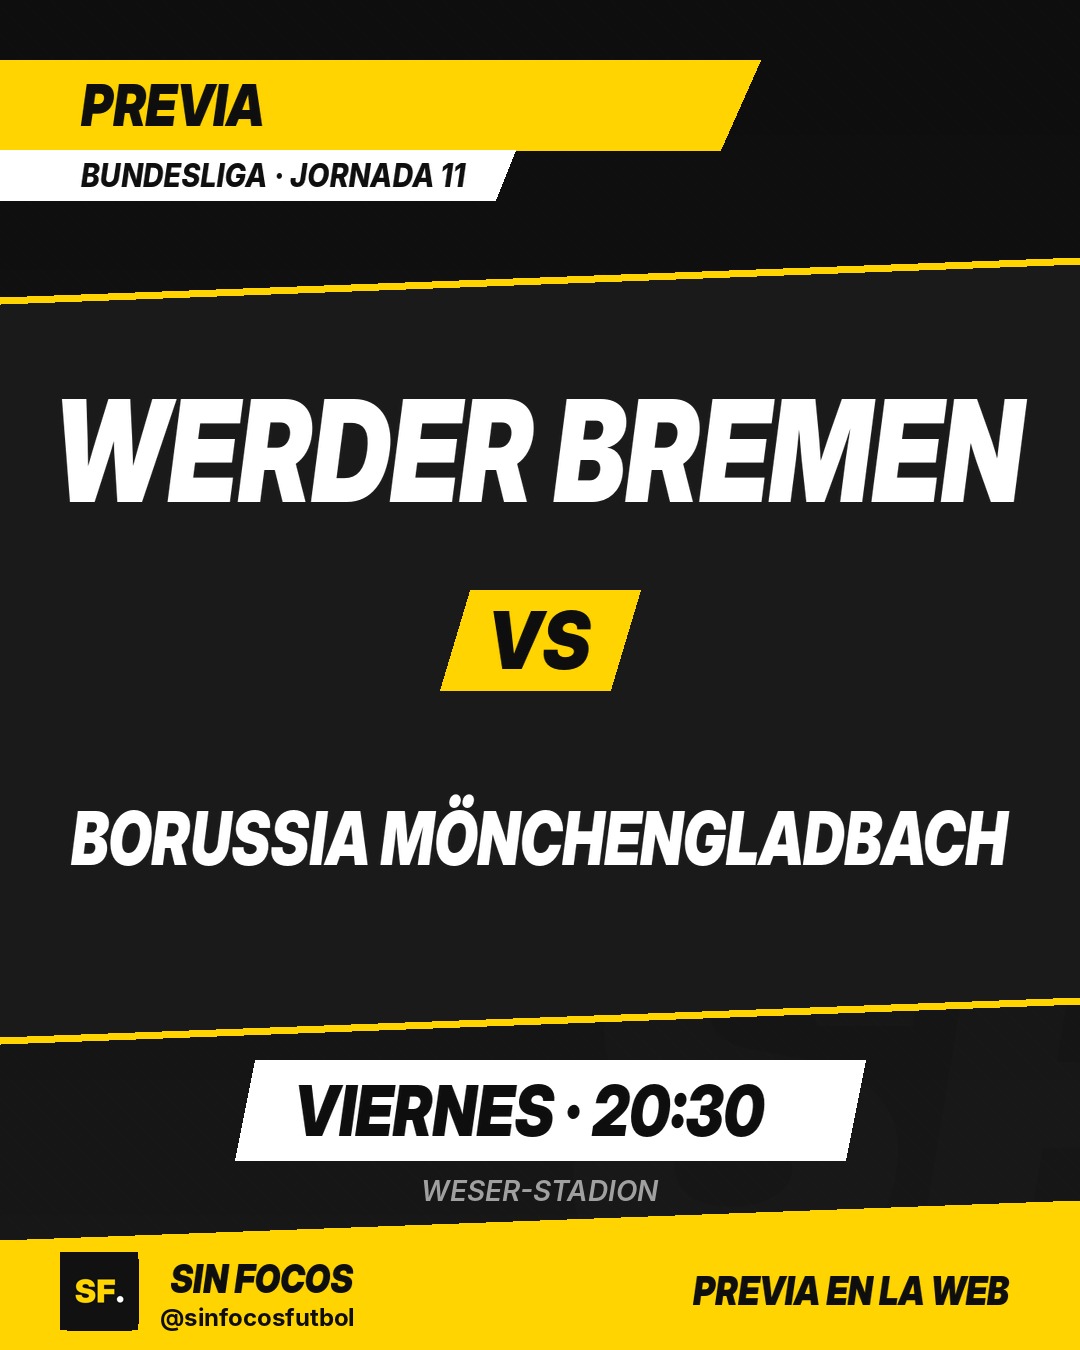 PREVIA
BUNDESLIGA · JORNADA 11
WERDER BREMEN
VS
BORUSSIA MÖNCHENGLADBACH
VIERNES · 20:30
WESER-STADION
SF.
SIN FOCOS
@sinfocosfutbol
PREVIA EN LA WEB